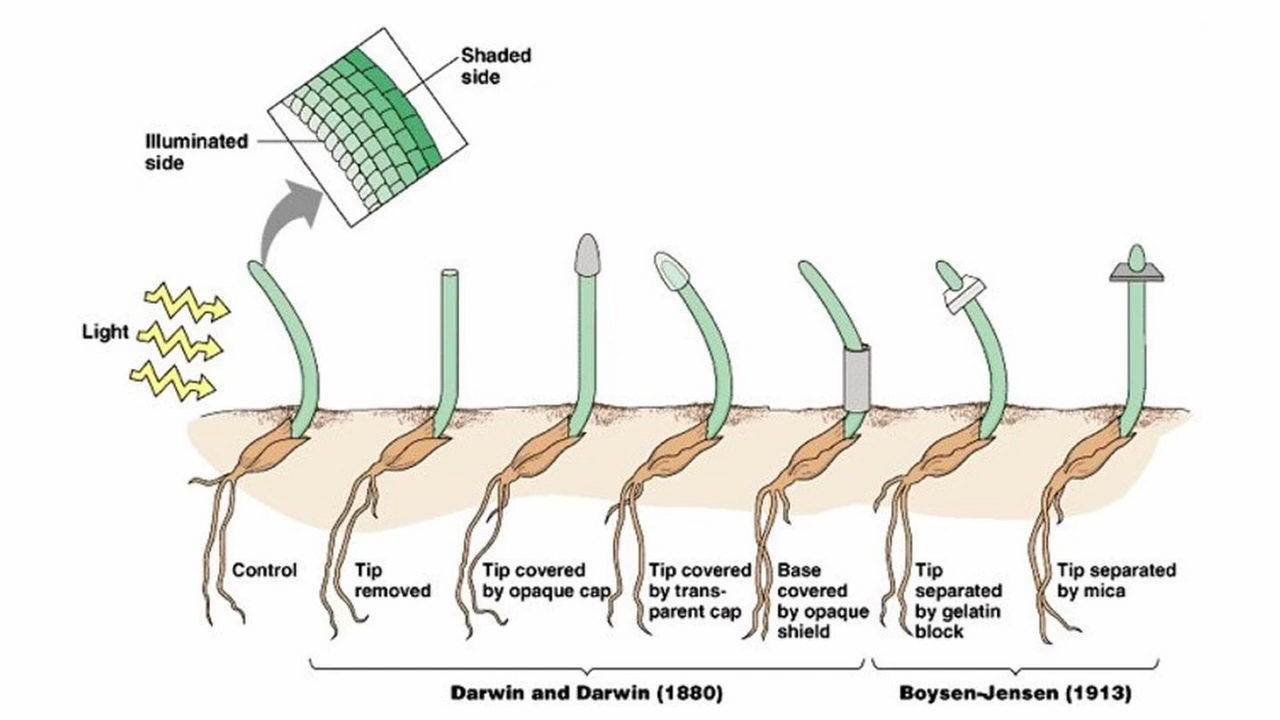 Shaded
side
Illuminated
side
Light
Control
Tip
removed
Tip covered
by opaque cap
Tip covered
by trans-
parent cap
Base
covered
by opaque
shield
Tip
separated
by gelatin
block
Tip separated
by mica
Darwin and Darwin (1880)
Boysen-Jensen (1913)